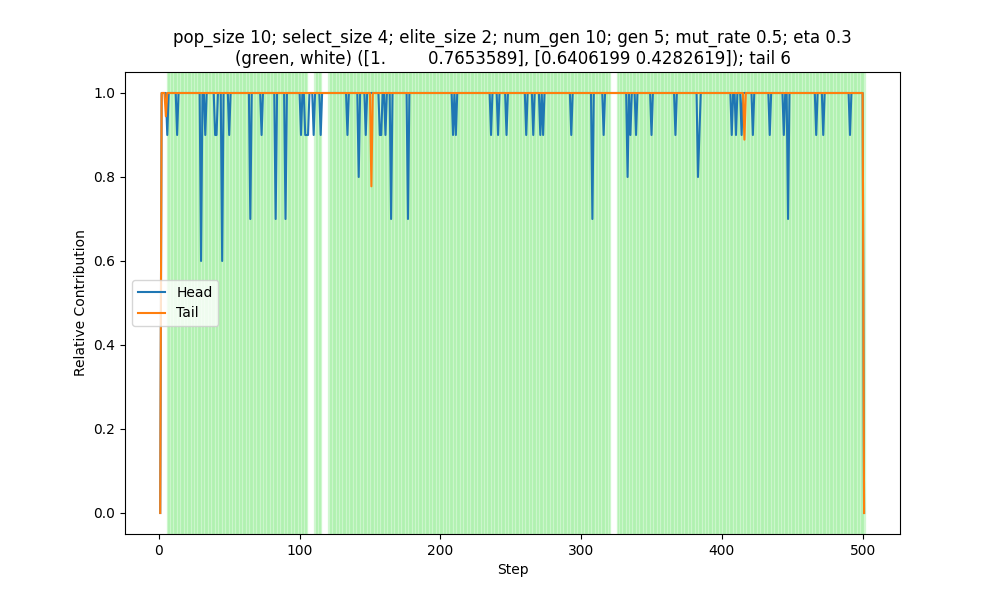 pop_size 10; select_size 4; elite_size 2; num_gen 10; gen 5; mut_rate 0.5; eta 0.3
(green, white) ([1.         0.7653589], [0.6406199 0.4282619]); tail 6
1.0
0.8
0.6
0.4
0.2
0.0
Relative Contribution
Head
Tail
0
100
200
300
400
500
Step